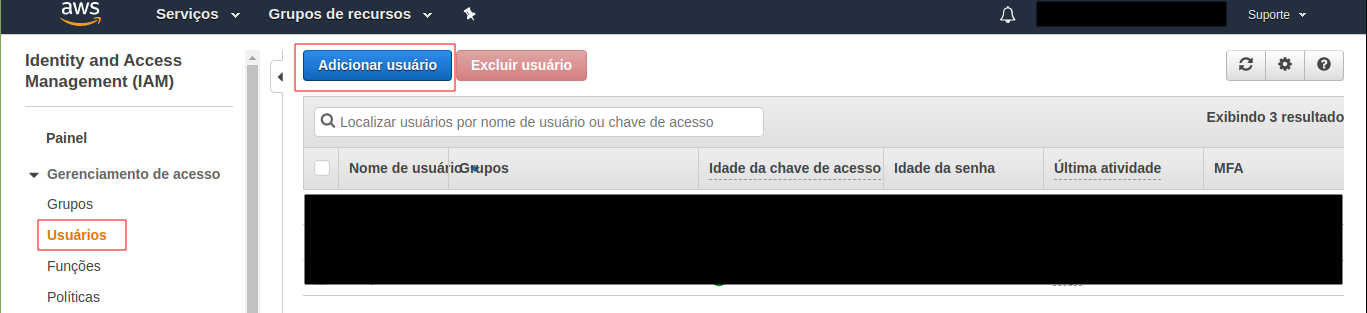 aws
Serviços
Grupos de recursos
Suporte
Identity and Access
Management (IAM)
Painel
Gerenciamento de acesso
Grupos
Usuários
Funções
Políticas
Adicionar usuário
Excluir usuário
Localizar usuários por nome de usuário ou chave de acesso
Exibindo 3 resultado
Nome de usuário Grupos Idade da chave de acesso Idade da senha Última atividade MFA